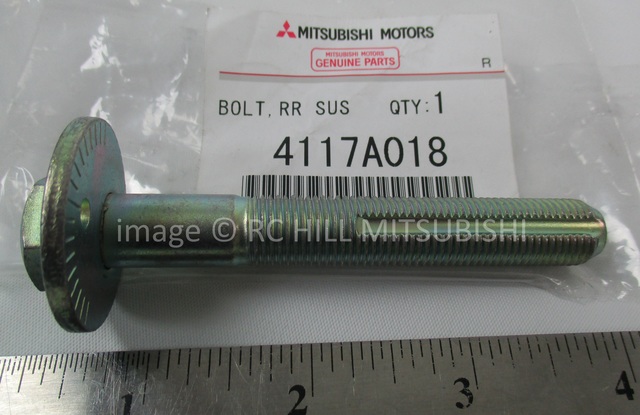 MITSUBISHI MOTORS
MITSUBISHI MOTORS
GENUINE PARTS
R
BOLT, RR SUS QTY:1
4117A018
image © RC HILL MITSUBISHI
1 2 3 4